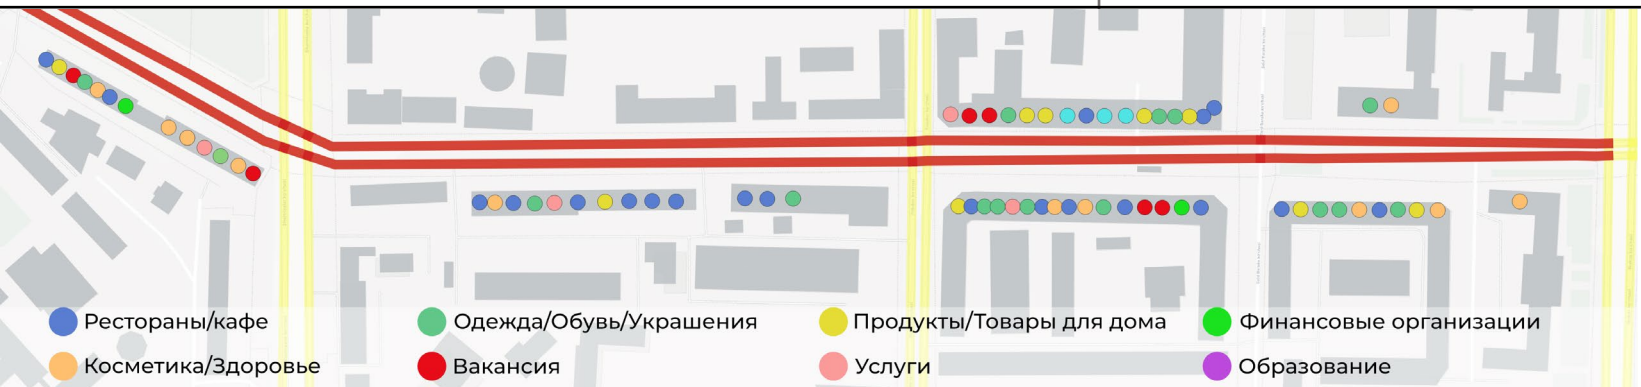 Рестораны/кафе Одежда/Обувь/Украшения Продукты/Товары для дома Финансовые организации
Косметика/Здоровье Вакансия Услуги Образование